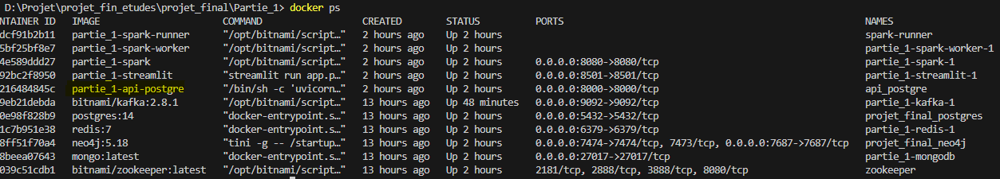 D:\Projet\projet_fin_etudes\projet_final\Partie_1> docker ps
NTAINER ID IMAGE COMMAND CREATED STATUS PORTS NAMES
dcf91b2b11 partie_1-spark-runner "/opt/bitnami/script…" 2 hours ago Up 2 hours spark-runner
5bf25bf8e7 partie_1-spark-worker "/opt/bitnami/script…" 2 hours ago Up 2 hours partie_1-spark-worker-1
4e589ddd27 partie_1-spark "/opt/bitnami/script…" 2 hours ago Up 2 hours 0.0.0.0:8080->8080/tcp partie_1-spark-1
92bc2f8950 partie_1-streamlit "streamlit run app.p…" 2 hours ago Up 2 hours 0.0.0.0:8501->8501/tcp partie_1-streamlit-1
216484845c partie_1-api-postgre "/bin/sh -c 'uvicorn…" 2 hours ago Up 2 hours 0.0.0.0:8000->8000/tcp api_postgre
9eb21debda bitnami/kafka:2.8.1 "/opt/bitnami/script…" 13 hours ago Up 48 minutes 0.0.0.0:9092->9092/tcp partie_1-kafka-1
0e98f828b9 postgres:14 "docker-entrypoint.s…" 13 hours ago Up 2 hours 0.0.0.0:5432->5432/tcp projet_final_postgres
1c7b951e38 redis:7 "docker-entrypoint.s…" 13 hours ago Up 2 hours 0.0.0.0:6379->6379/tcp partie_1-redis-1
8ff51f70a4 neo4j:5.18 "tini -g -- /startup…" 13 hours ago Up 2 hours 0.0.0.0:7474->7474/tcp, 7473/tcp, 0.0.0.0:7687->7687/tcp projet_final_neo4j
8beea07643 mongo:latest "docker-entrypoint.s…" 13 hours ago Up 2 hours 0.0.0.0:27017->27017/tcp partie_1-mongodb
039c51cdb1 bitnami/zookeeper:latest "/opt/bitnami/script…" 13 hours ago Up 2 hours 2181/tcp, 2888/tcp, 3888/tcp, 8080/tcp zookeeper